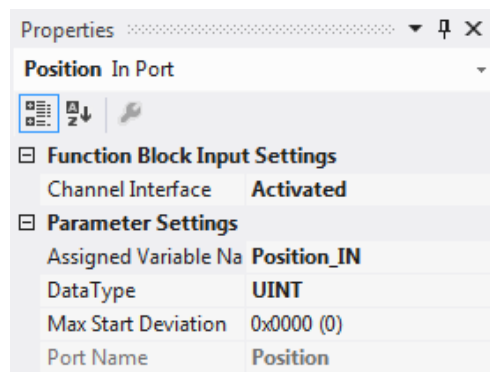 Properties
Position In Port
Function Block Input Settings
Channel Interface Activated
Parameter Settings
Assigned Variable Na Position_IN
DataType UINT
Max Start Deviation 0x0000 (0)
Port Name Position